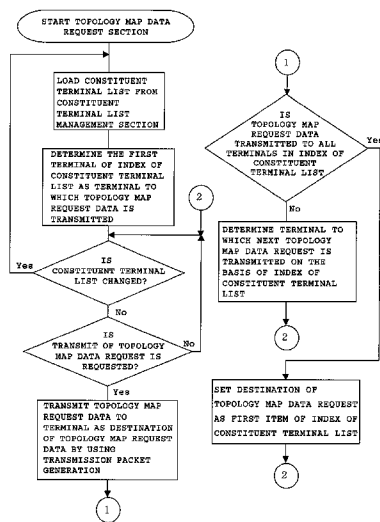 START TOPOLOGY MAP DATA
REQUEST SECTION
LOAD CONSTITUENT
TERMINAL LIST FROM
CONSTITUENT
TERMINAL LIST
MANAGEMENT SECTION
DETERMINE THE FIRST
TERMINAL OF INDEX OF
CONSTITUENT TERMINAL
LIST AS TERMINAL TO
WHICH TOPOLOGY MAP
REQUEST DATA IS
TRANSMITTED
2
Yes
IS
CONSTITUENT TERMINAL
LIST CHANGED?
No
IS
TRANSMIT OF TOPOLOGY
MAP DATA REQUEST IS
REQUESTED?
No
Yes
TRANSMIT TOPOLOGY MAP
REQUEST DATA TO
TERMINAL AS DESTINATION
OF TOPOLOGY MAP REQUEST
DATA BY USING
TRANSMISSION PACKET
GENERATION
1
1
IS
TOPOLOGY MAP
REQUEST DATA
TRANSMITTED TO ALL
TERMINALS IN INDEX OF
CONSTITUENT
TERMINAL LIST
Yes
No
DETERMINE TERMINAL TO
WHICH NEXT TOPOLOGY
MAP DATA REQUEST IS
TRANSMITTED ON THE
BASIS OF INDEX OF
CONSTITUENT TERMINAL
LIST
2
SET DESTINATION OF
TOPOLOGY MAP DATA REQUEST
AS FIRST ITEM OF INDEX OF
CONSTITUENT TERMINAL LIST
2